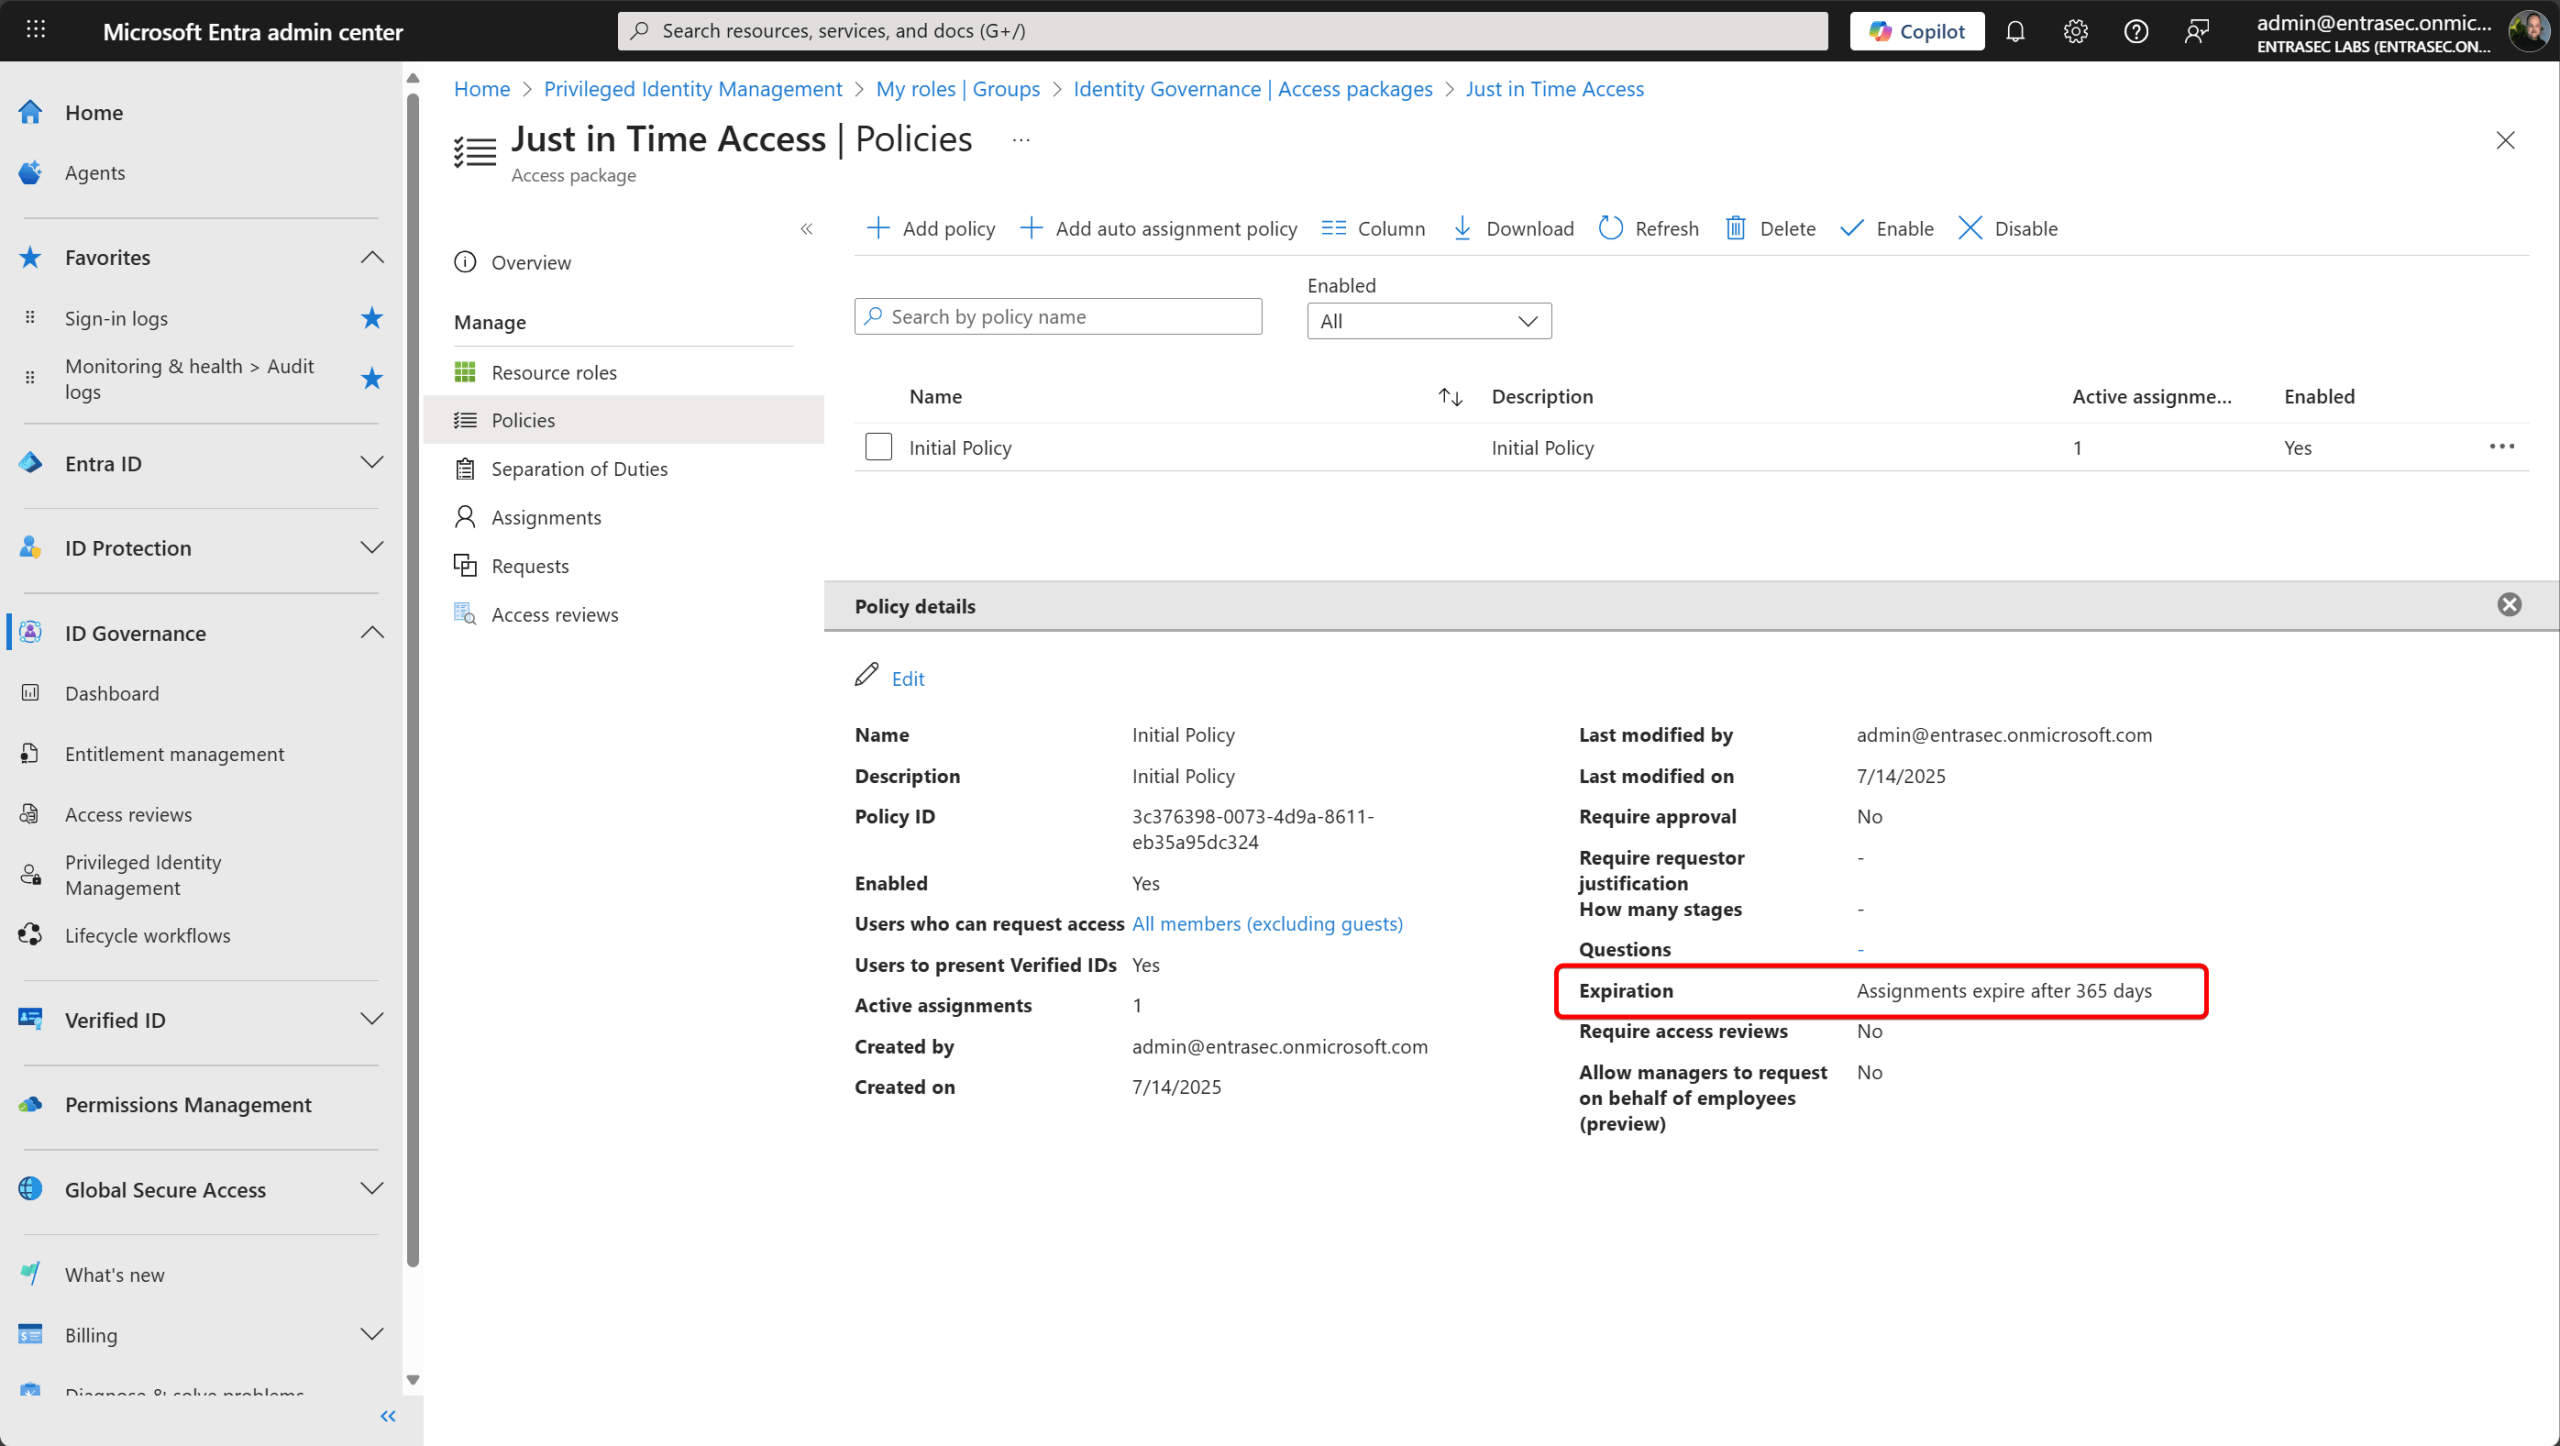 Microsoft Entra admin center
Search resources, services, and docs (G+/)
Copilot
admin@entrasec.onmic...
ENTRASEC LABS (ENTRASEC.ON...
Home
Agents
Favorites
Sign-in logs
Monitoring & health > Audit
logs
Entra ID
ID Protection
ID Governance
Dashboard
Entitlement management
Access reviews
Privileged Identity
Management
Lifecycle workflows
Verified ID
Permissions Management
Global Secure Access
What's new
Billing
Diagnose & solve problems
Home > Privileged Identity Management > My roles | Groups > Identity Governance | Access packages > Just in Time Access
Just in Time Access | Policies ...
Access package
Overview
Manage
Resource roles
Policies
Separation of Duties
Assignments
Requests
Access reviews
Add policy Add auto assignment policy Column Download Refresh Delete Enable Disable
Search by policy name
Enabled
All
Name Description Active assignme... Enabled
Initial Policy Initial Policy 1 Yes
Policy details
Edit
Name Initial Policy
Description Initial Policy
Policy ID 3c376398-0073-4d9a-8611-
eb35a95dc324
Enabled Yes
Users who can request access All members (excluding guests)
Users to present Verified IDs Yes
Active assignments 1
Created by admin@entrasec.onmicrosoft.com
Created on 7/14/2025
Last modified by admin@entrasec.onmicrosoft.com
Last modified on 7/14/2025
Require approval No
Require requestor -
justification
How many stages -
Questions -
Expiration Assignments expire after 365 days
Require access reviews No
Allow managers to request No
on behalf of employees
(preview)